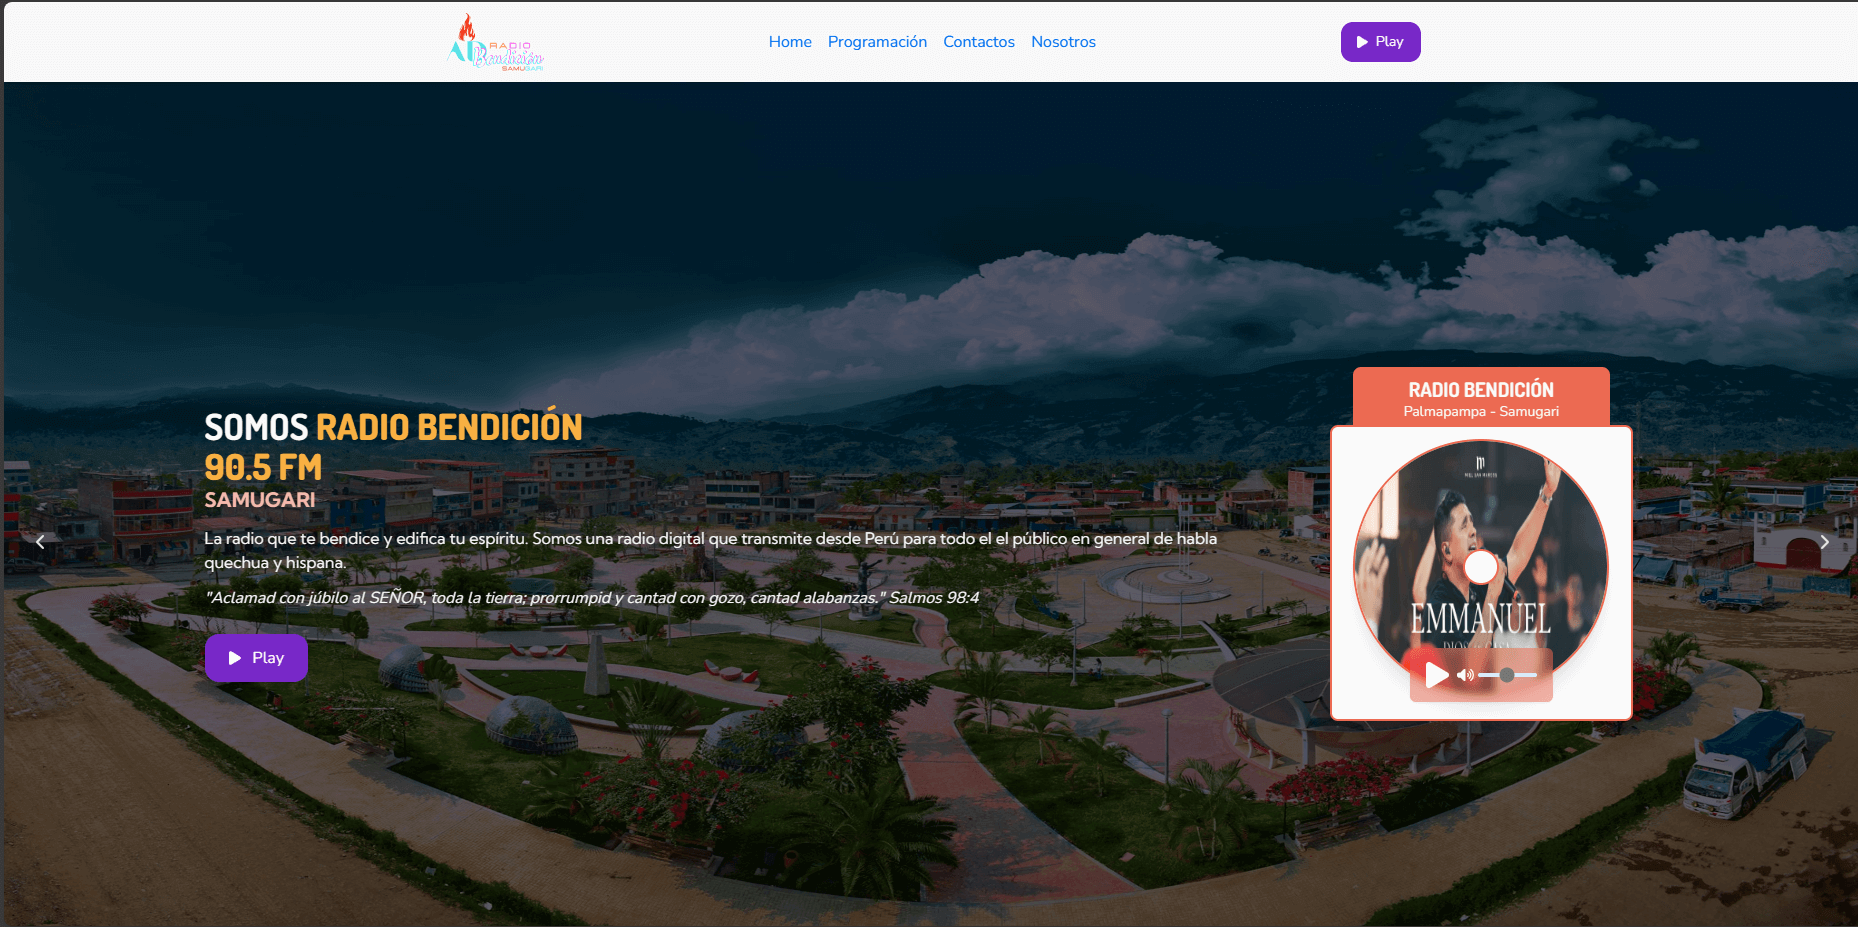 RADIO
Bendición
SAMUGARI
Home Programación Contactos Nosotros
Play
SOMOS RADIO BENDICIÓN
90.5 FM
SAMUGARI
La radio que te bendice y edifica tu espíritu. Somos una radio digital que transmite desde Perú para todo el el público en general de habla
quechua y hispana.
"Aclamad con júbilo al SEÑOR, toda la tierra; prorrumpid y cantad con gozo, cantad alabanzas." Salmos 98:4
Play
RADIO BENDICIÓN
Palmapampa - Samugari
MIEL SAN MARCOS
EMMANUEL